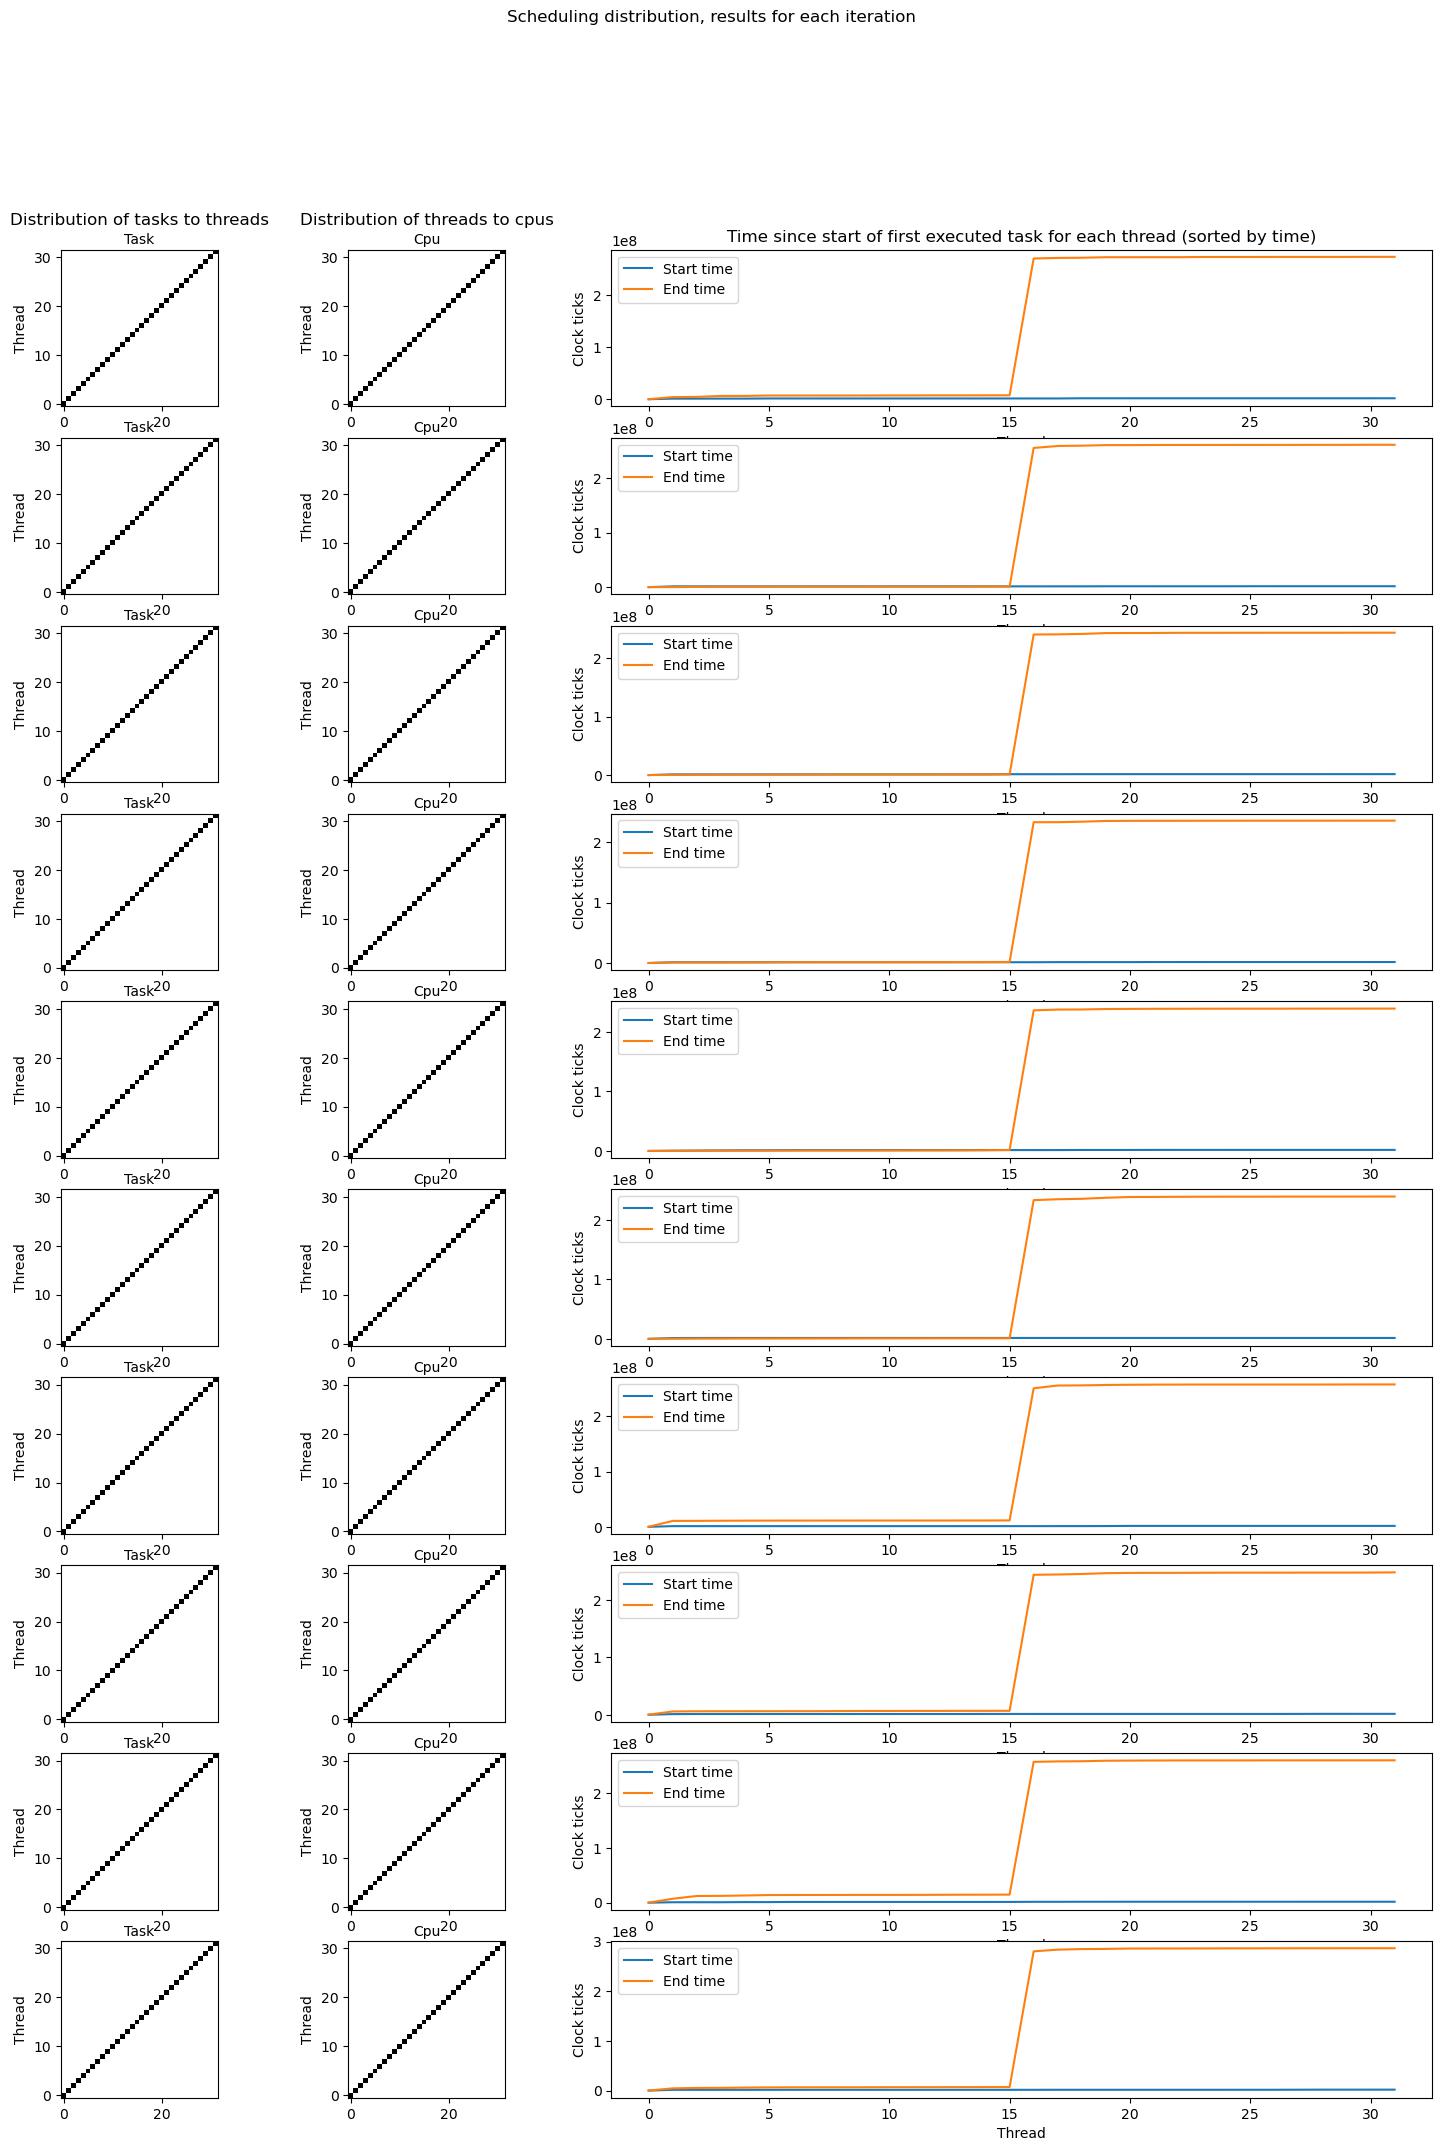 Scheduling distribution, results for each iteration
Distribution of tasks to threads
Distribution of threads to cpus
Time since start of first executed task for each thread (sorted by time)
Task
Thread
30
20
10
0
0 20
Cpu
Thread
30
20
10
0
0 20
1e8
Clock ticks
2
1
0
Start time
End time
0 5 10 15 20 25 30
Task
Thread
30
20
10
0
0 20
Cpu
Thread
30
20
10
0
0 20
1e8
Clock ticks
2
1
0
Start time
End time
0 5 10 15 20 25 30
Task
Thread
30
20
10
0
0 20
Cpu
Thread
30
20
10
0
0 20
1e8
Clock ticks
2
1
0
Start time
End time
0 5 10 15 20 25 30
Task
Thread
30
20
10
0
0 20
Cpu
Thread
30
20
10
0
0 20
1e8
Clock ticks
2
1
0
Start time
End time
0 5 10 15 20 25 30
Task
Thread
30
20
10
0
0 20
Cpu
Thread
30
20
10
0
0 20
1e8
Clock ticks
2
1
0
Start time
End time
0 5 10 15 20 25 30
Task
Thread
30
20
10
0
0 20
Cpu
Thread
30
20
10
0
0 20
1e8
Clock ticks
2
1
0
Start time
End time
0 5 10 15 20 25 30
Task
Thread
30
20
10
0
0 20
Cpu
Thread
30
20
10
0
0 20
1e8
Clock ticks
2
1
0
Start time
End time
0 5 10 15 20 25 30
Task
Thread
30
20
10
0
0 20
Cpu
Thread
30
20
10
0
0 20
1e8
Clock ticks
2
1
0
Start time
End time
0 5 10 15 20 25 30
Task
Thread
30
20
10
0
0 20
Cpu
Thread
30
20
10
0
0 20
1e8
Clock ticks
2
1
0
Start time
End time
0 5 10 15 20 25 30
Task
Thread
30
20
10
0
0 20
Cpu
Thread
30
20
10
0
0 20
1e8
Clock ticks
3
2
1
0
Start time
End time
0 5 10 15 20 25 30
Thread